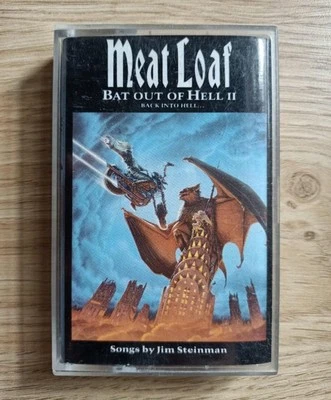 Meat Loaf
BAT OUT OF HELL II
BACK INTO HELL...
Songs by Jim Steinman